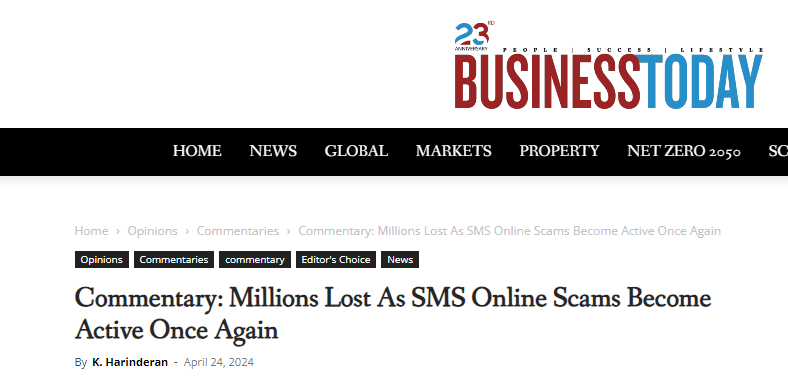 23RD
ANNIVERSARY
PEOPLE | SUCCESS | LIFESTYLE
BUSINESSTODAY
HOME NEWS GLOBAL MARKETS PROPERTY NET ZERO 2050 SC
Home › Opinions › Commentaries › Commentary: Millions Lost As SMS Online Scams Become Active Once Again
Opinions Commentaries commentary Editor's Choice News
Commentary: Millions Lost As SMS Online Scams Become
Active Once Again
By K. Harinderan - April 24, 2024